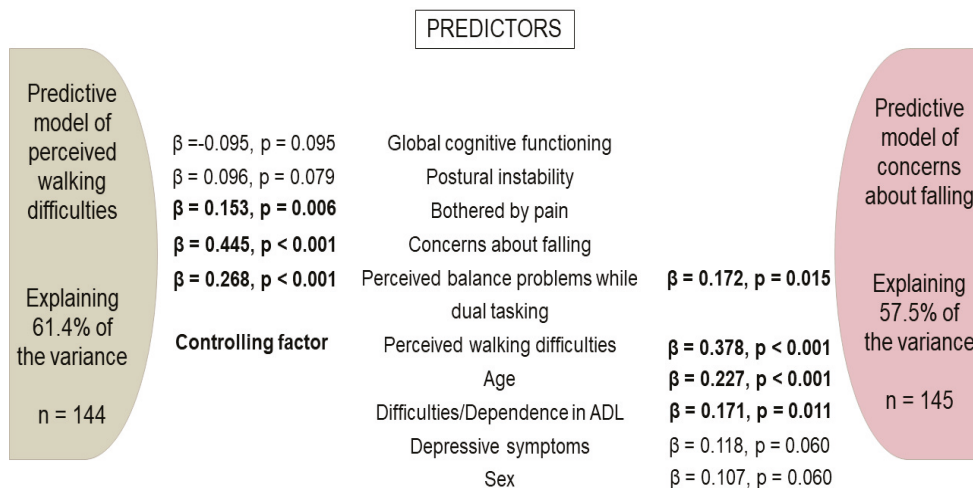 PREDICTORS
Predictive
model of
perceived
walking
difficulties
Explaining
61.4% of
the variance
n = 144
β =-0.095, p = 0.095 Global cognitive functioning
β = 0.096, p = 0.079 Postural instability
β = 0.153, p = 0.006 Bothered by pain
β = 0.445, p < 0.001 Concerns about falling
β = 0.268, p < 0.001 Perceived balance problems while β = 0.172, p = 0.015
dual tasking
Controlling factor Perceived walking difficulties β = 0.378, p < 0.001
Age β = 0.227, p < 0.001
Difficulties/Dependence in ADL β = 0.171, p = 0.011
Depressive symptoms β = 0.118, p = 0.060
Sex β = 0.107, p = 0.060
Predictive
model of
concerns
about falling
Explaining
57.5% of
the variance
n = 145